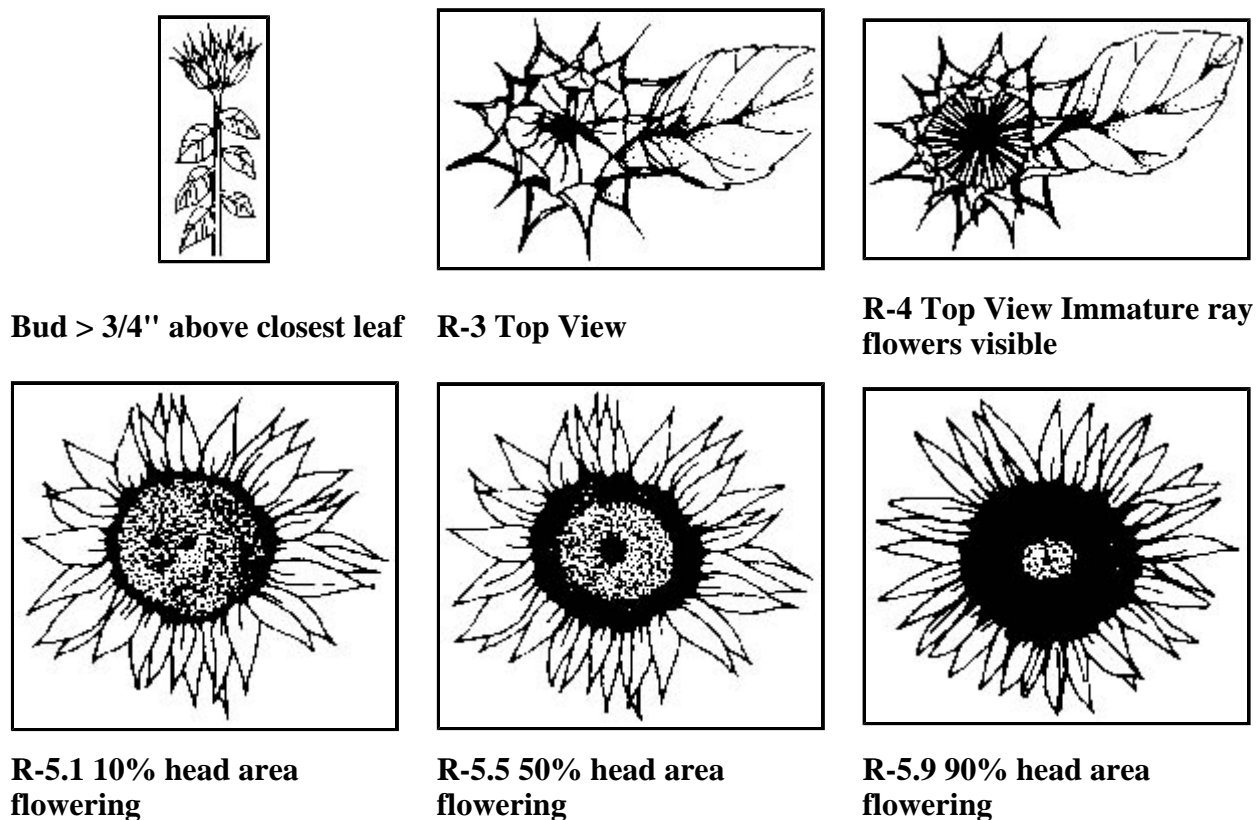 Bud > 3/4" above closest leaf
R-3 Top View
R-4 Top View Immature ray
flowers visible
R-5.1 10% head area
flowering
R-5.5 50% head area
flowering
R-5.9 90% head area
flowering